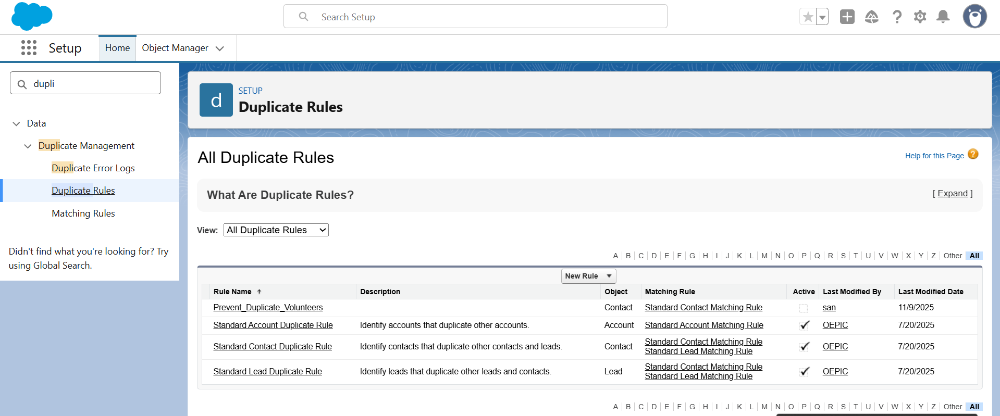 Search Setup
Setup
Home
Object Manager
dupli
Data
Duplicate Management
Duplicate Error Logs
Duplicate Rules
Matching Rules
Didn't find what you're looking for? Try
using Global Search.
d
SETUP
Duplicate Rules
All Duplicate Rules
Help for this Page ?
What Are Duplicate Rules?
[ Expand ]
View: All Duplicate Rules
A B C D E F G H I J K L M N O P Q R S T U V W X Y Z Other All
New Rule
Rule Name Description Object Matching Rule Active Last Modified By Last Modified Date
Prevent_Duplicate_Volunteers Contact Standard Contact Matching Rule san 11/9/2025
Standard Account Duplicate Rule Identify accounts that duplicate other accounts. Account Standard Account Matching Rule OEPIC 7/20/2025
Standard Contact Duplicate Rule Identify contacts that duplicate other contacts and leads. Contact Standard Contact Matching Rule OEPIC 7/20/2025
Standard Lead Matching Rule
Standard Lead Duplicate Rule Identify leads that duplicate other leads and contacts. Lead Standard Contact Matching Rule OEPIC 7/20/2025
Standard Lead Matching Rule
A B C D E F G H I J K L M N O P Q R S T U V W X Y Z Other All